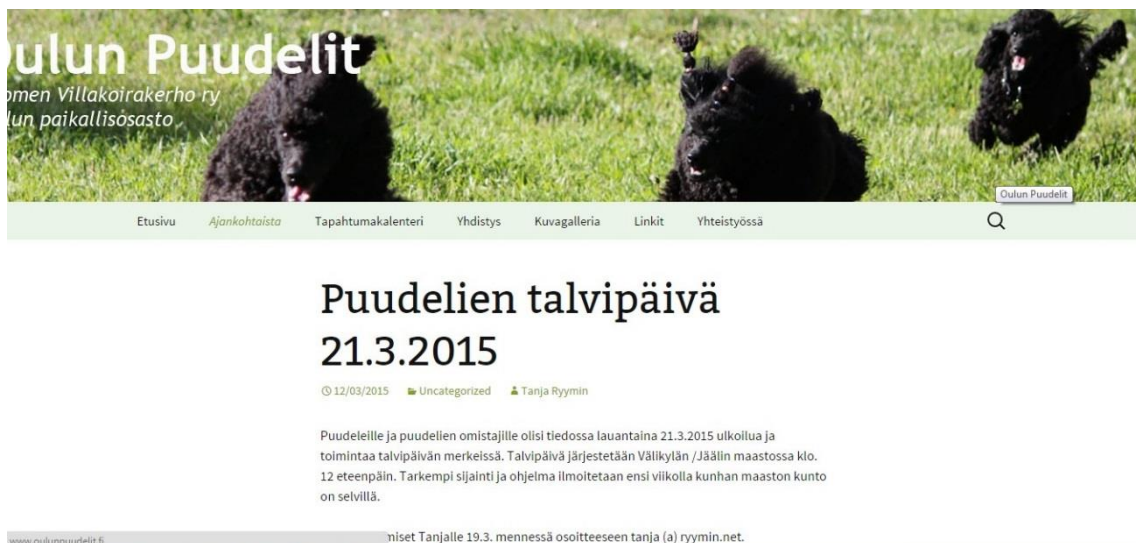 ulun Puudelit
omen Villakoirakerho ry
lun paikallisosasto
Oulun Puudelit
Etusivu Ajankohtaista Tapahtumakalenteri Yhdistys Kuvagalleria Linkit Yhteistyössä
Puudelien talvipäivä
21.3.2015
12/03/2015 Uncategorized Tanja Ryymin
Puudeleille ja puudelien omistajille olisi tiedossa lauantaina 21.3.2015 ulkoilua ja
toimintaa talvipäivän merkeissä. Talvipäivä järjestetään Välikylän /Jäälin maastossa klo.
12 eteenpäin. Tarkempi sijainti ja ohjelma ilmoitetaan ensi viikolla kunhan maaston kunto
on selvillä.
miset Tanjalle 19.3. mennessä osoitteeseen tanja (a) ryymin.net.
www.oulunpuudelit.fi